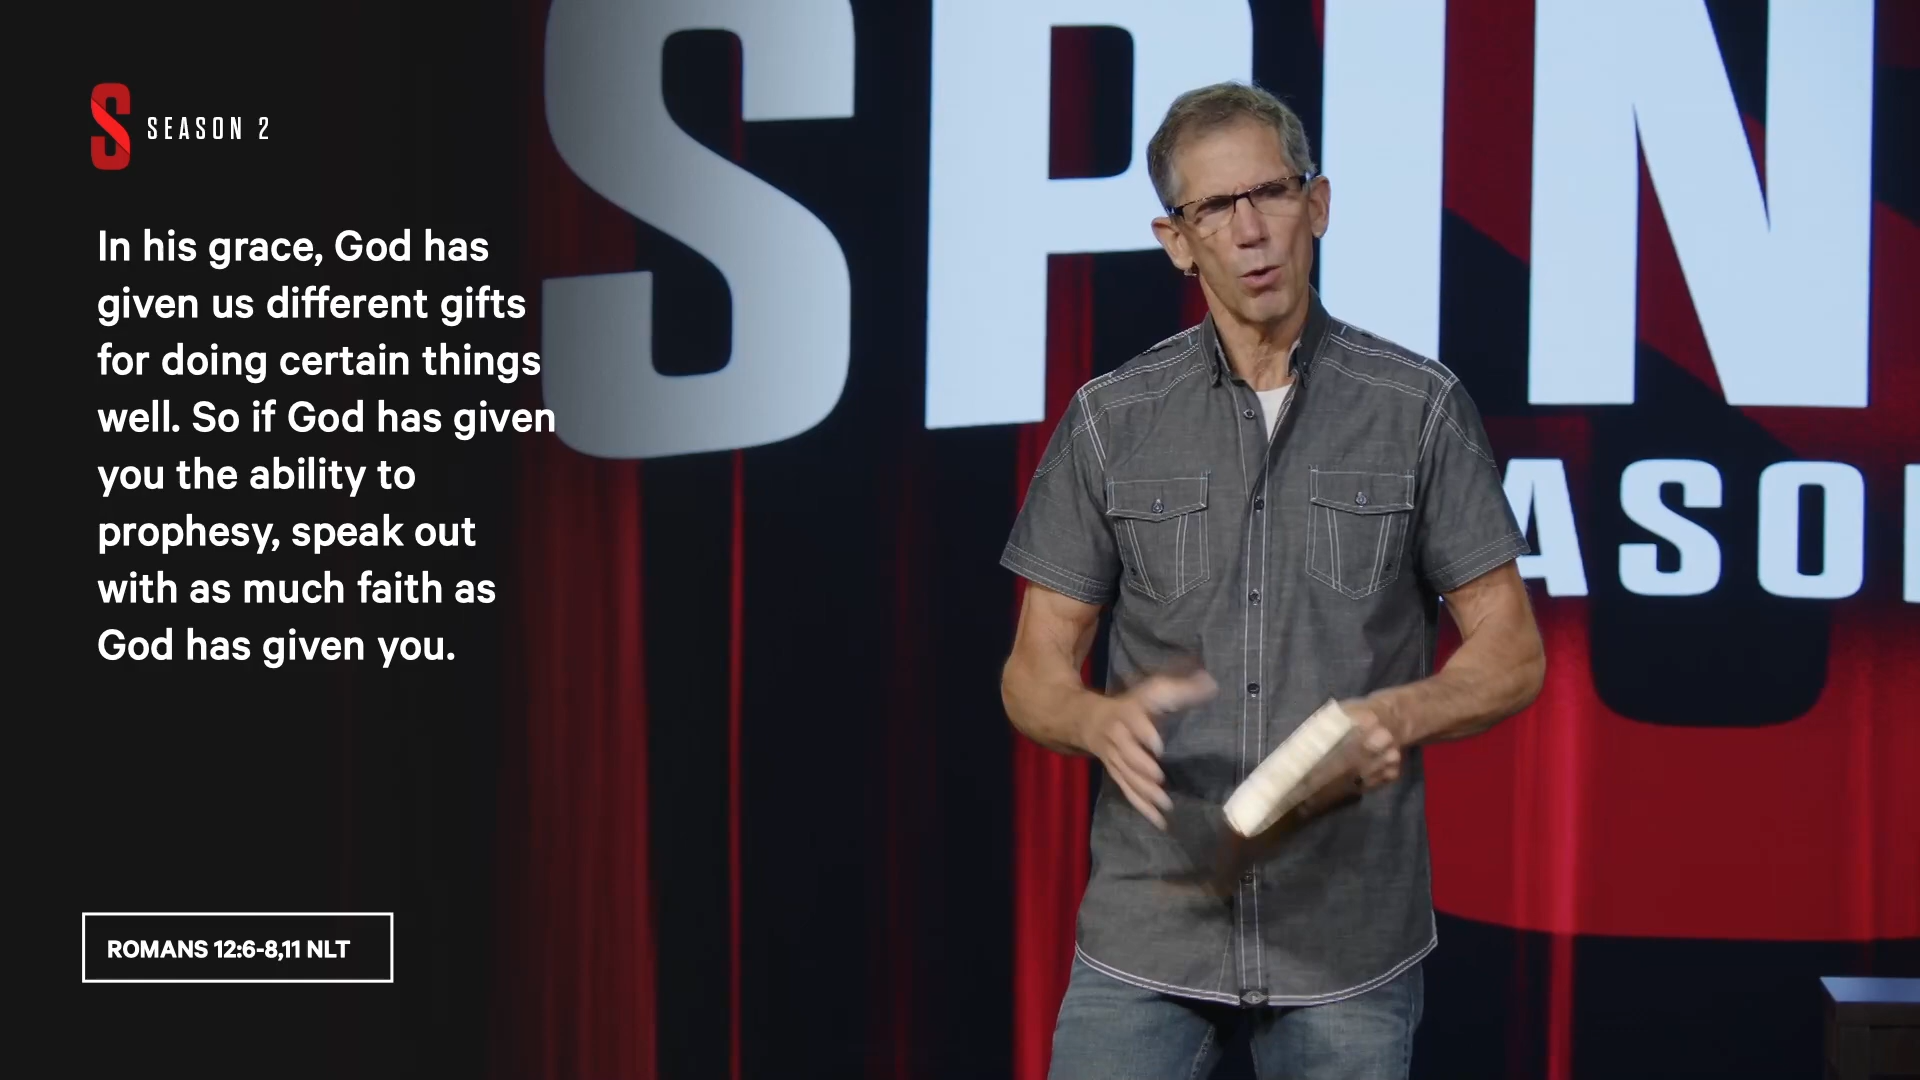 S SEASON 2
In his grace, God has
given us different gifts
for doing certain things
well. So if God has given
you the ability to
prophesy, speak out
with as much faith as
God has given you.
ROMANS 12:6-8,11 NLT
SPIN
ASO